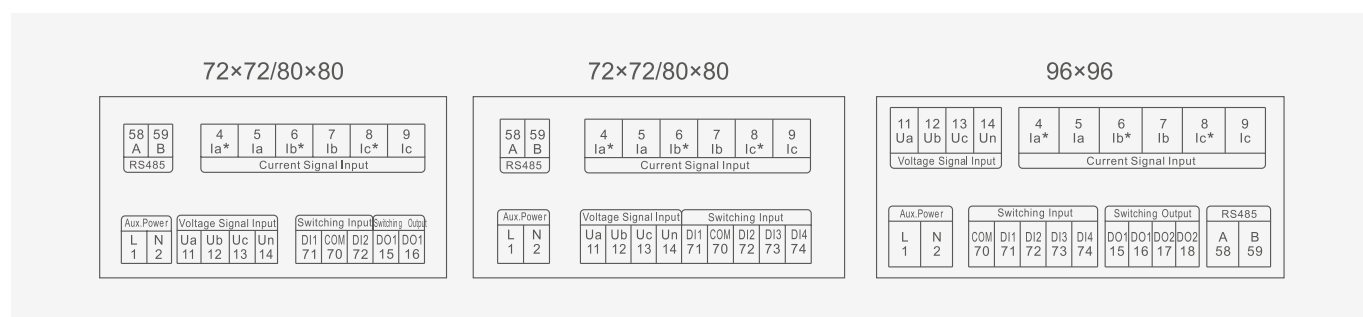 72×72/80×80
58 59 4 5 6 7 8 9
A B Ia* Ia Ib* Ib Ic* Ic
RS485 Current Signal Input
Aux.Power Voltage Signal Input Switching Input Switching Output
L N Ua Ub Uc Un DI1 COM DI2 DO1 DO1
1 2 11 12 13 14 71 70 72 15 16
72×72/80×80
58 59 4 5 6 7 8 9
A B Ia* Ia Ib* Ib Ic* Ic
RS485 Current Signal Input
Aux.Power Voltage Signal Input Switching Input
L N Ua Ub Uc Un DI1 COM DI2 DI3 DI4
1 2 11 12 13 14 71 70 72 73 74
96×96
11 12 13 14 4 5 6 7 8 9
Ua Ub Uc Un Ia* Ia Ib* Ib Ic* Ic
Voltage Signal Input Current Signal Input
Aux.Power Switching Input Switching Output RS485
L N COM DI1 DI2 DI3 DI4 DO1 DO1 DO2 DO2 A B
1 2 70 71 72 73 74 15 16 17 18 58 59